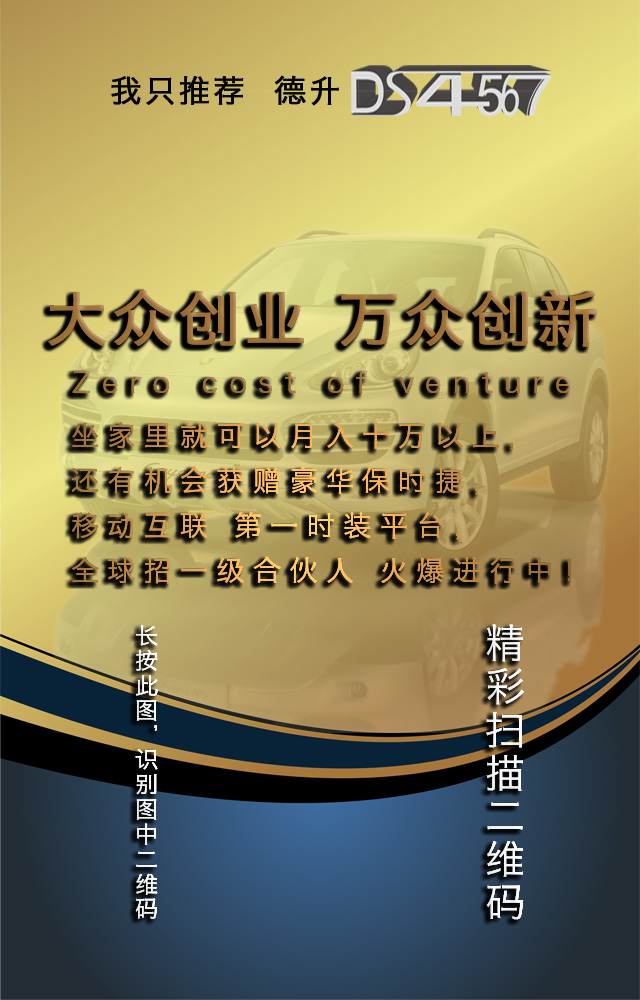 我只推荐 德升 DS4567
大众创业 万众创新
Zero cost of venture
坐家里就可以月入十万以上,
还有机会获赠豪华保时捷,
移动互联 第一时装平台,
全球招一级合伙人 火爆进行中!
长按此图，识别图中二维码
精彩扫描二维码